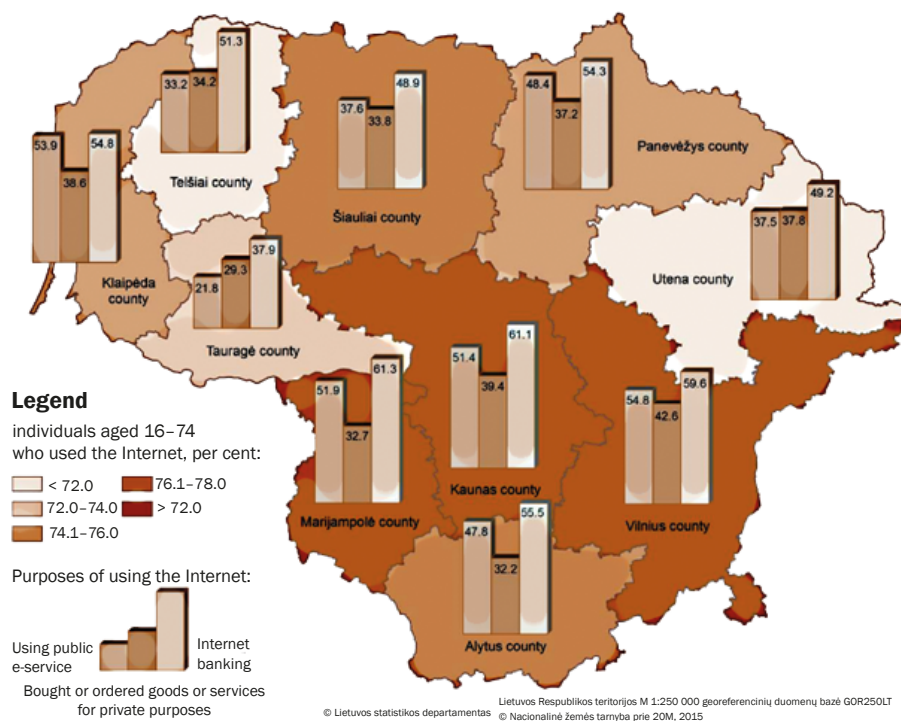 51.3
33.2
34.2
Telšiai county
37.6
33.8
48.9
Šiauliai county
48.4
37.2
54.3
Panevėžys county
53.9
38.6
54.8
Klaipėda
county
37.5
37.8
49.2
Utena county
21.8
29.3
37.9
Tauragė county
51.9
32.7
61.3
Marijampolė county
51.4
39.4
61.1
Kaunas county
54.8
42.6
59.6
Vilnius county
47.8
32.2
55.5
Alytus county
Legend
individuals aged 16–74
who used the Internet, per cent:
< 72.0
76.1–78.0
72.0–74.0
> 72.0
74.1–76.0
Purposes of using the Internet:
Using public
e-service
Internet
banking
Bought or ordered goods or services
for private purposes
© Lietuvos statistikos departamentas
Lietuvos Respulikos teritorijos M 1:250 000 georeferencinių duomenų bazė GOR250LT
© Nacionalinė žemės tarnyba prie 20M, 2015